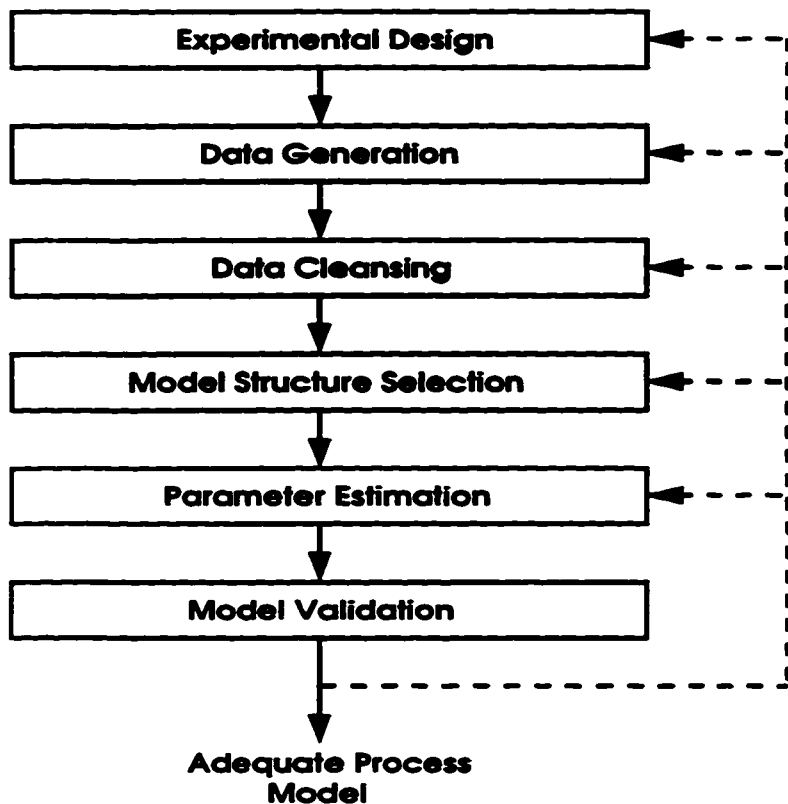 Experimental Design
Data Generation
Data Cleansing
Model Structure Selection
Parameter Estimation
Model Validation
Adequate Process
Model